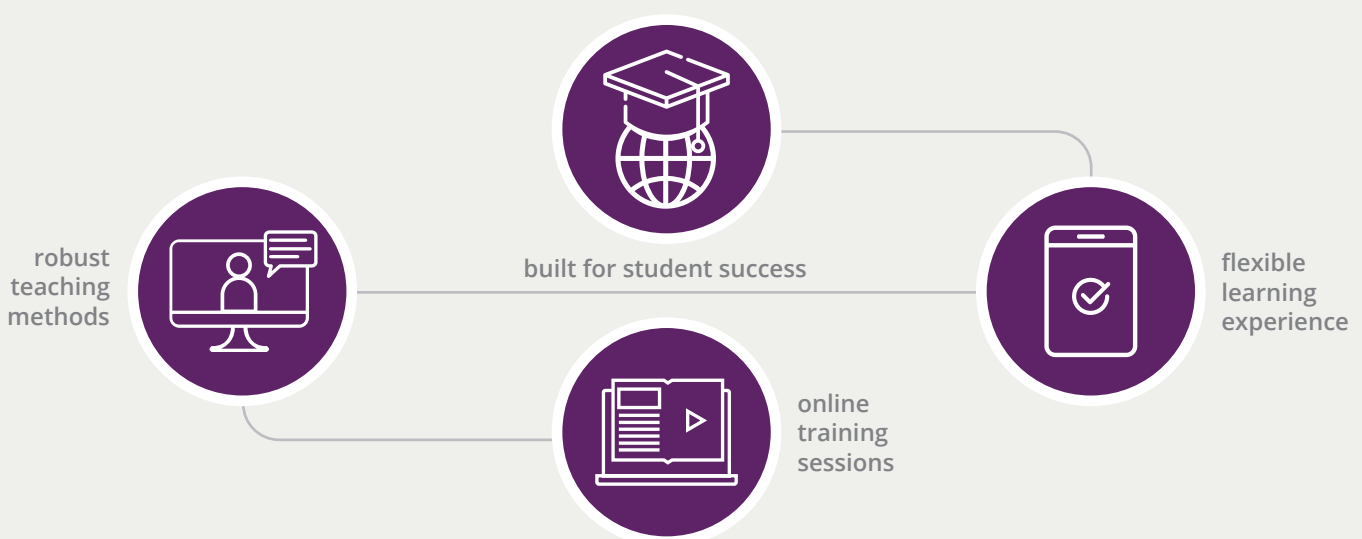 robust
teaching
methods
built for student success
flexible
learning
experience
online
training
sessions